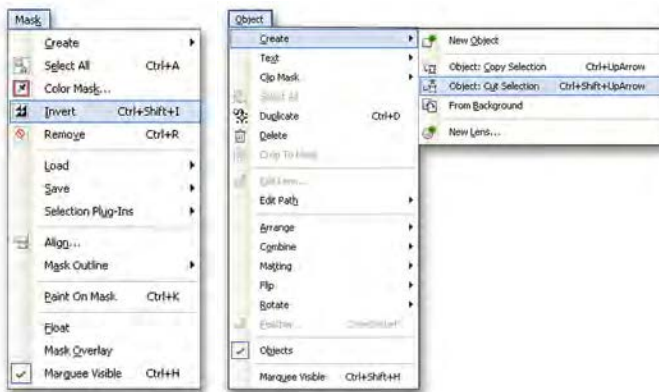 Mask
Create
Select All Ctrl+A
Color Mask...
Invert Ctrl+Shift+I
Remove Ctrl+R
Load
Save
Selection Plug-Ins
Align...
Mask Outline
Paint On Mask Ctrl+K
Float
Mask Overlay
Marquee Visible Ctrl+H
Object
Create
Text
Clip Mask
Select All
Duplicate Ctrl+D
Delete
Crop To Mask
Edit Lens...
Edit Path
Arrange
Combine
Matting
Flip
Rotate
Objects
Marquee Visible Ctrl+Shift+H
New Object
Object: Copy Selection Ctrl+UpArrow
Object: Cut Selection Ctrl+Shift+UpArrow
From Background
New Lens...